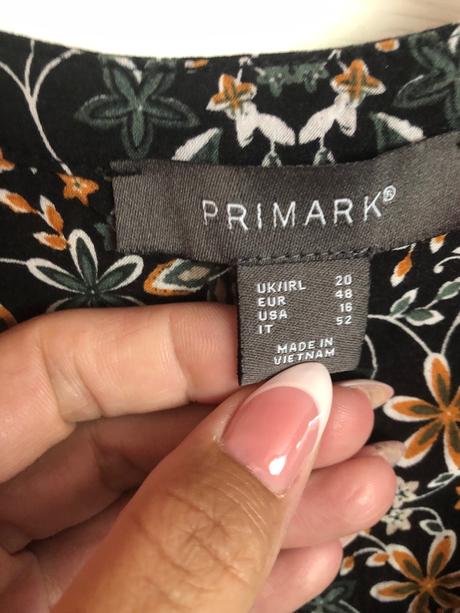 PRIMARK®
UK/IRL 20
EUR 48
USA 16
IT 52
MADE IN
VIETNAM